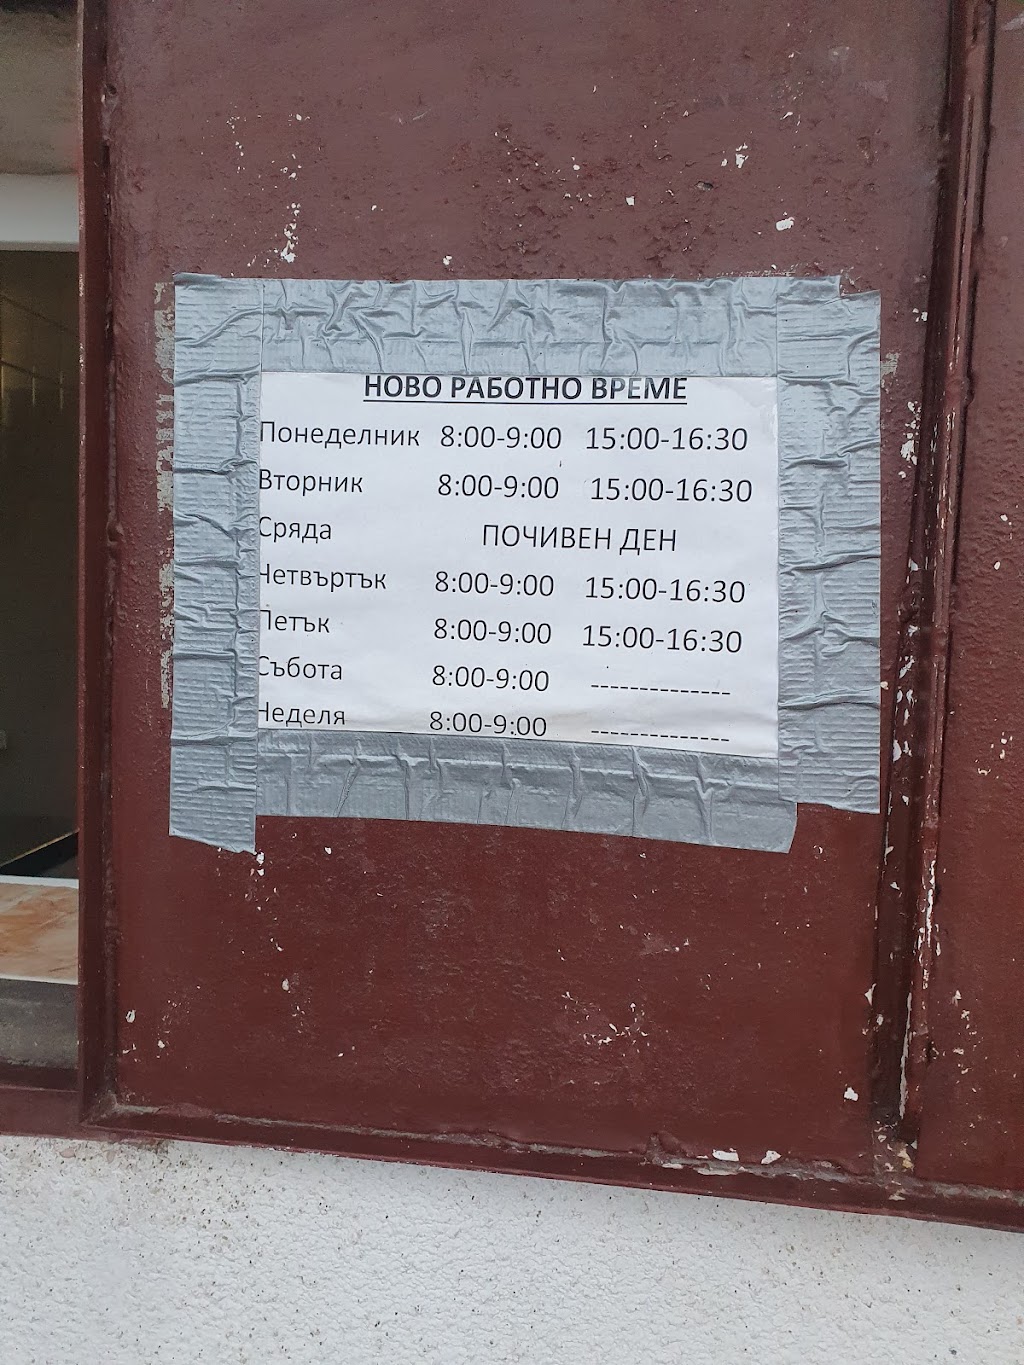 НОВО РАБОТНО ВРЕМЕ
Понеделник 8:00-9:00 15:00-16:30
Вторник 8:00-9:00 15:00-16:30
Сряда ПОЧИВЕН ДЕН
Четвъртък 8:00-9:00 15:00-16:30
Петък 8:00-9:00 15:00-16:30
Събота 8:00-9:00 --------------
Неделя 8:00-9:00 --------------